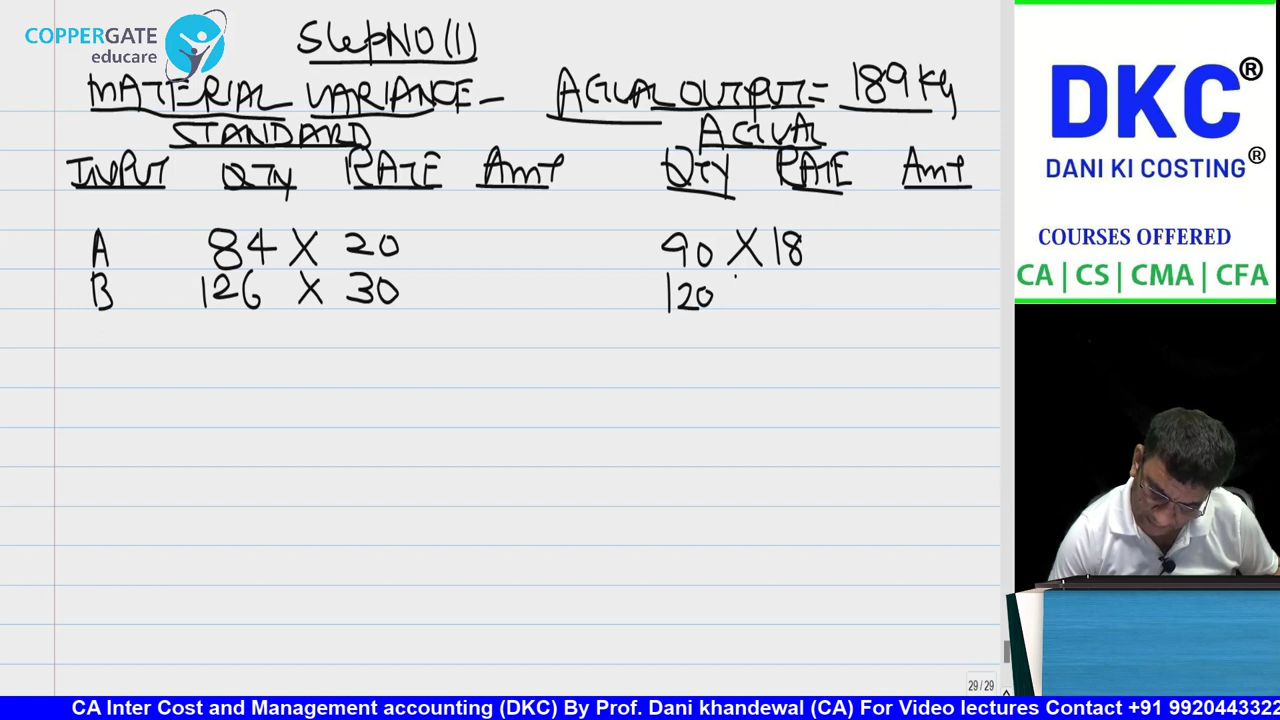 COPPERGATE
educare
Step NO (1)
MATERIAL VARIANCE - ACTUAL OUTPUT = 189 Kg
STANDARD ACTUAL
INPUT QTY RATE Amt QTY RATE Amt
A 84 X 20 90 X 18
B 126 X 30 120
DKC®
DANI KI COSTING®
COURSES OFFERED
CA | CS | CMA | CFA
29 / 29
CA Inter Cost and Management accounting (DKC) By Prof. Dani khandewal (CA) For Video lectures Contact +91 9920443322